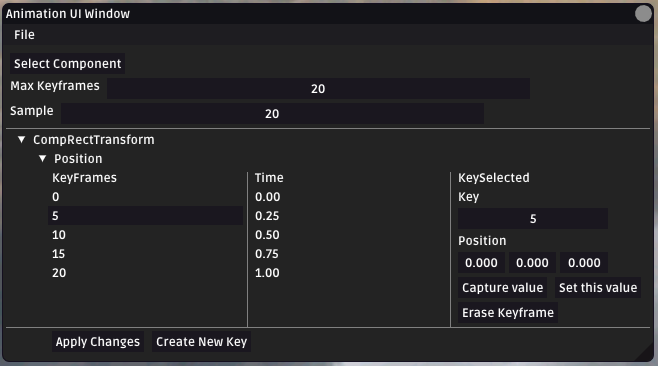 Animation UI Window
File
Select Component
Max Keyframes 20
Sample 20
CompRectTransform
Position
KeyFrames Time KeySelected
0 0.00 Key
5 0.25 5
10 0.50 Position
15 0.75 0.000 0.000 0.000
20 1.00
Capture value Set this value
Erase Keyframe
Apply Changes Create New Key